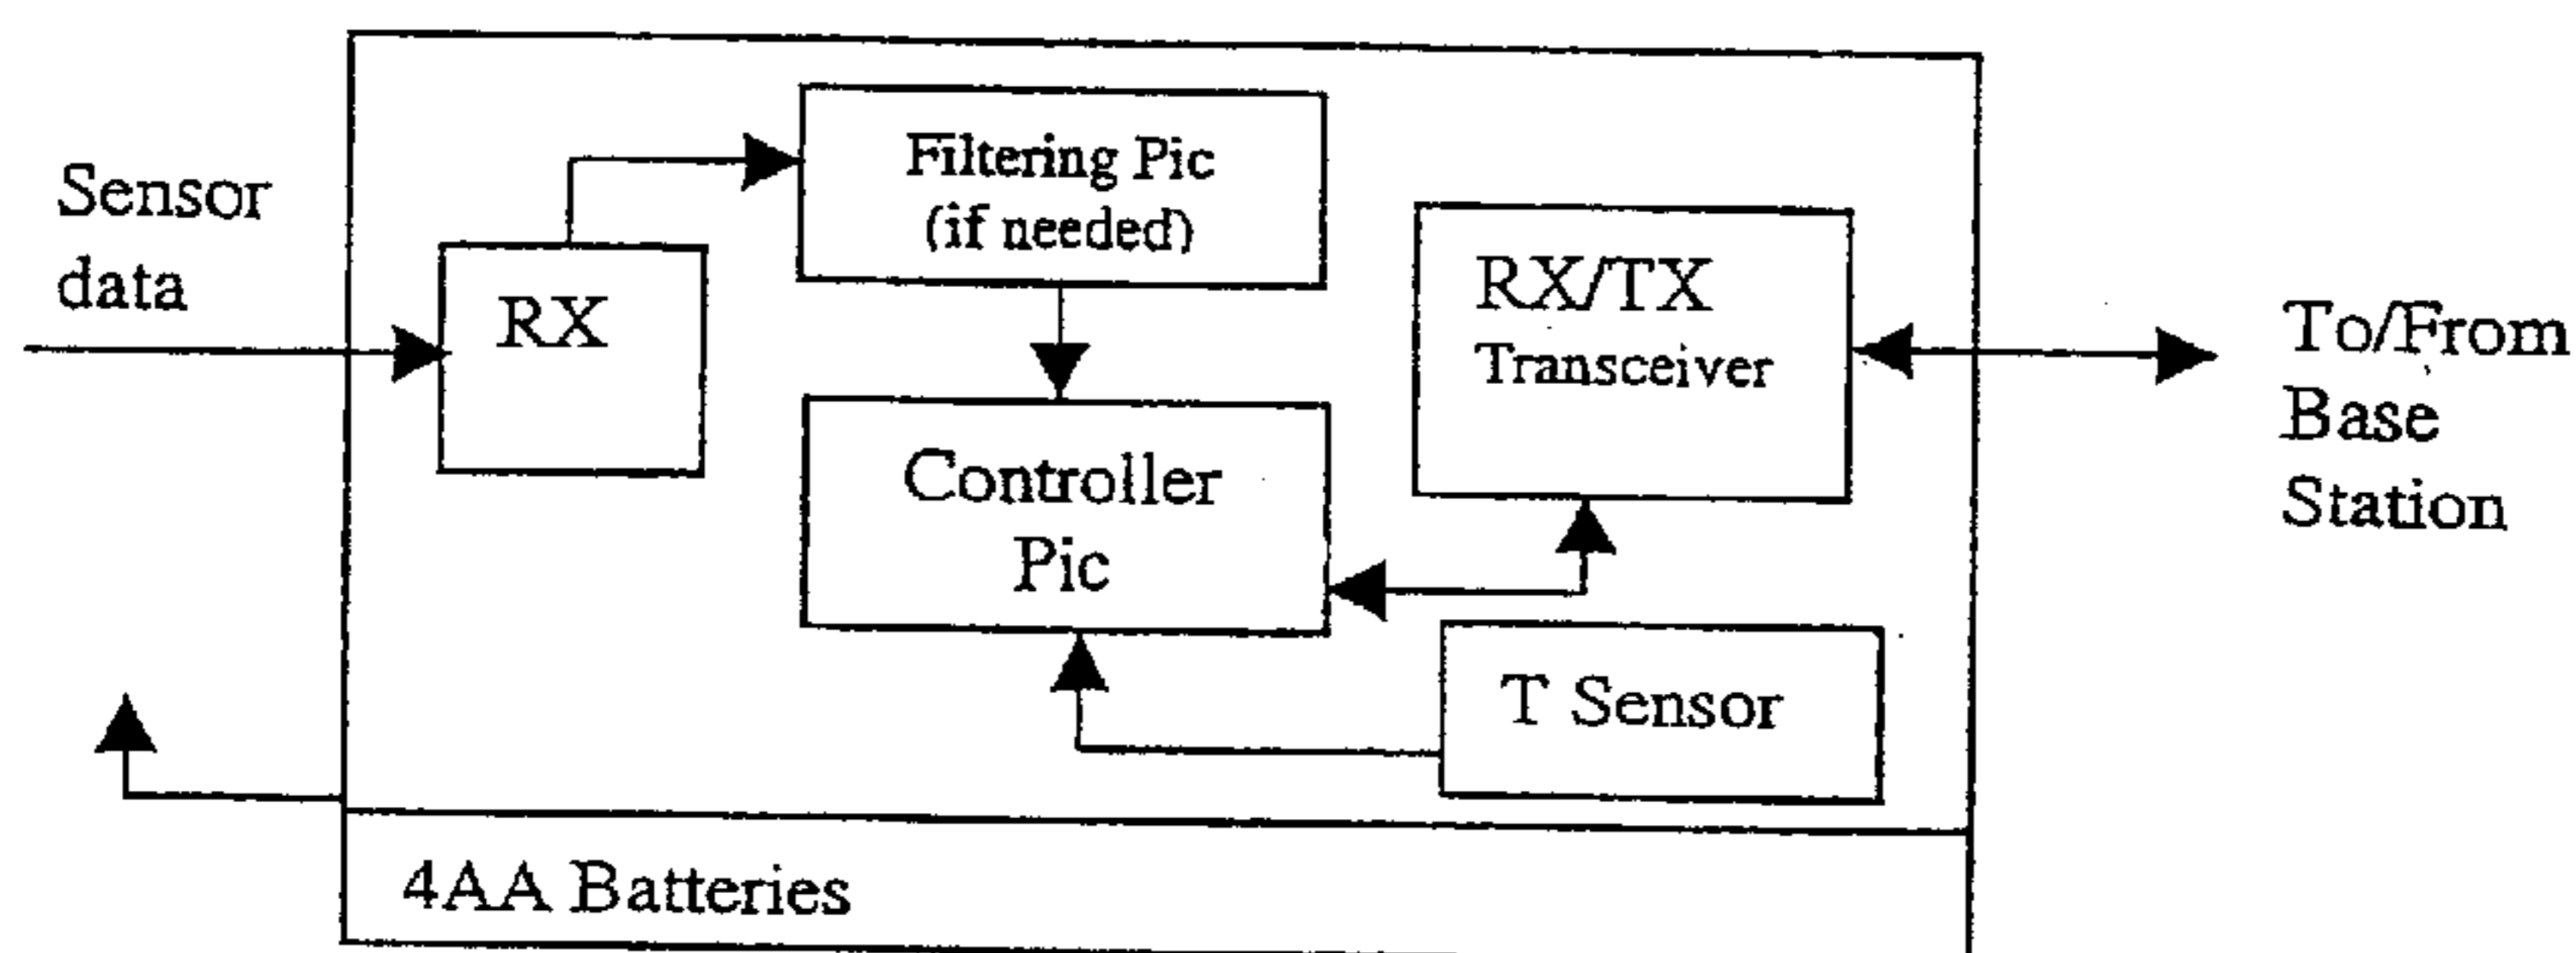 Sensor
data
RX
Filtering Pic
(if needed)
Controller
Pic
RX/TX
Transceiver
T Sensor
To/From
Base
Station
4AA Batteries